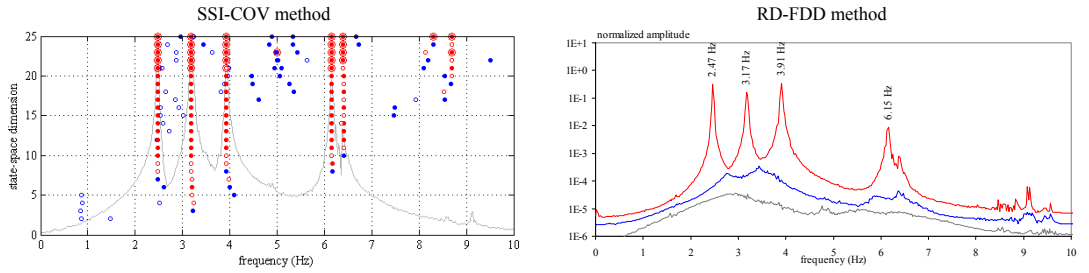 SSI-COV method
RD-FDD method
25
20
15
10
5
0
state-space dimension
0 1 2 3 4 5 6 7 8 9 10
frequency (Hz)
normalized amplitude
1E+1
1E+0
1E-1
1E-2
1E-3
1E-4
1E-5
1E-6
2.47 Hz
3.17 Hz
3.91 Hz
6.15 Hz
0 1 2 3 4 5 6 7 8 9 10
frequency (Hz)